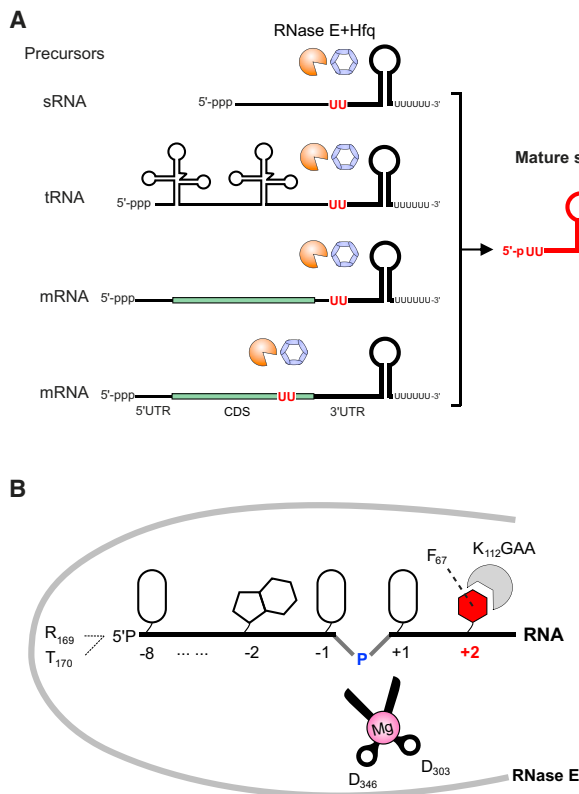 A
RNase E+Hfq
Precursors
sRNA
5'-ppp
UU
UUUUUU-3'
Mature s
tRNA
5'-ppp
UU
UUUUUU-3'
5'-p UU
mRNA
5'-ppp
UU
UUUUUU-3'
mRNA
5'-ppp
UU
UUUUUU-3'
5'UTR
CDS
3'UTR
B
F67
K112GAA
R169
T170
5'P
RNA
-8
... ...
-2
-1
P
+1
+2
Mg
D346
D303
RNase E